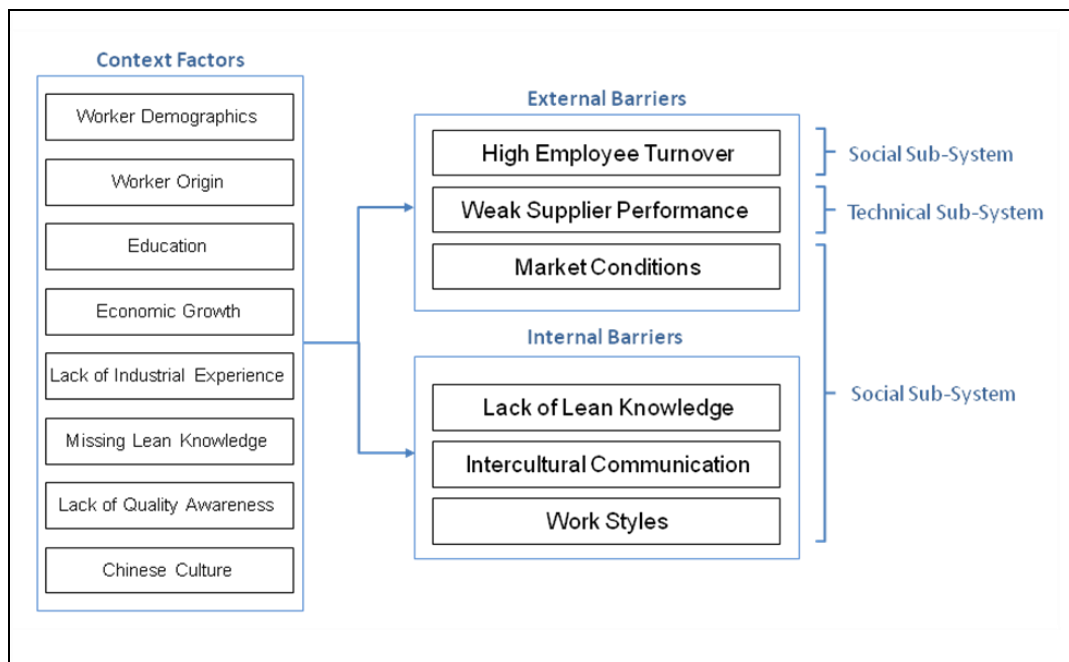 Context Factors
Worker Demographics
Worker Origin
Education
Economic Growth
Lack of Industrial Experience
Missing Lean Knowledge
Lack of Quality Awareness
Chinese Culture
External Barriers
High Employee Turnover
Weak Supplier Performance
Market Conditions
Internal Barriers
Lack of Lean Knowledge
Intercultural Communication
Work Styles
Social Sub-System
Technical Sub-System
Social Sub-System